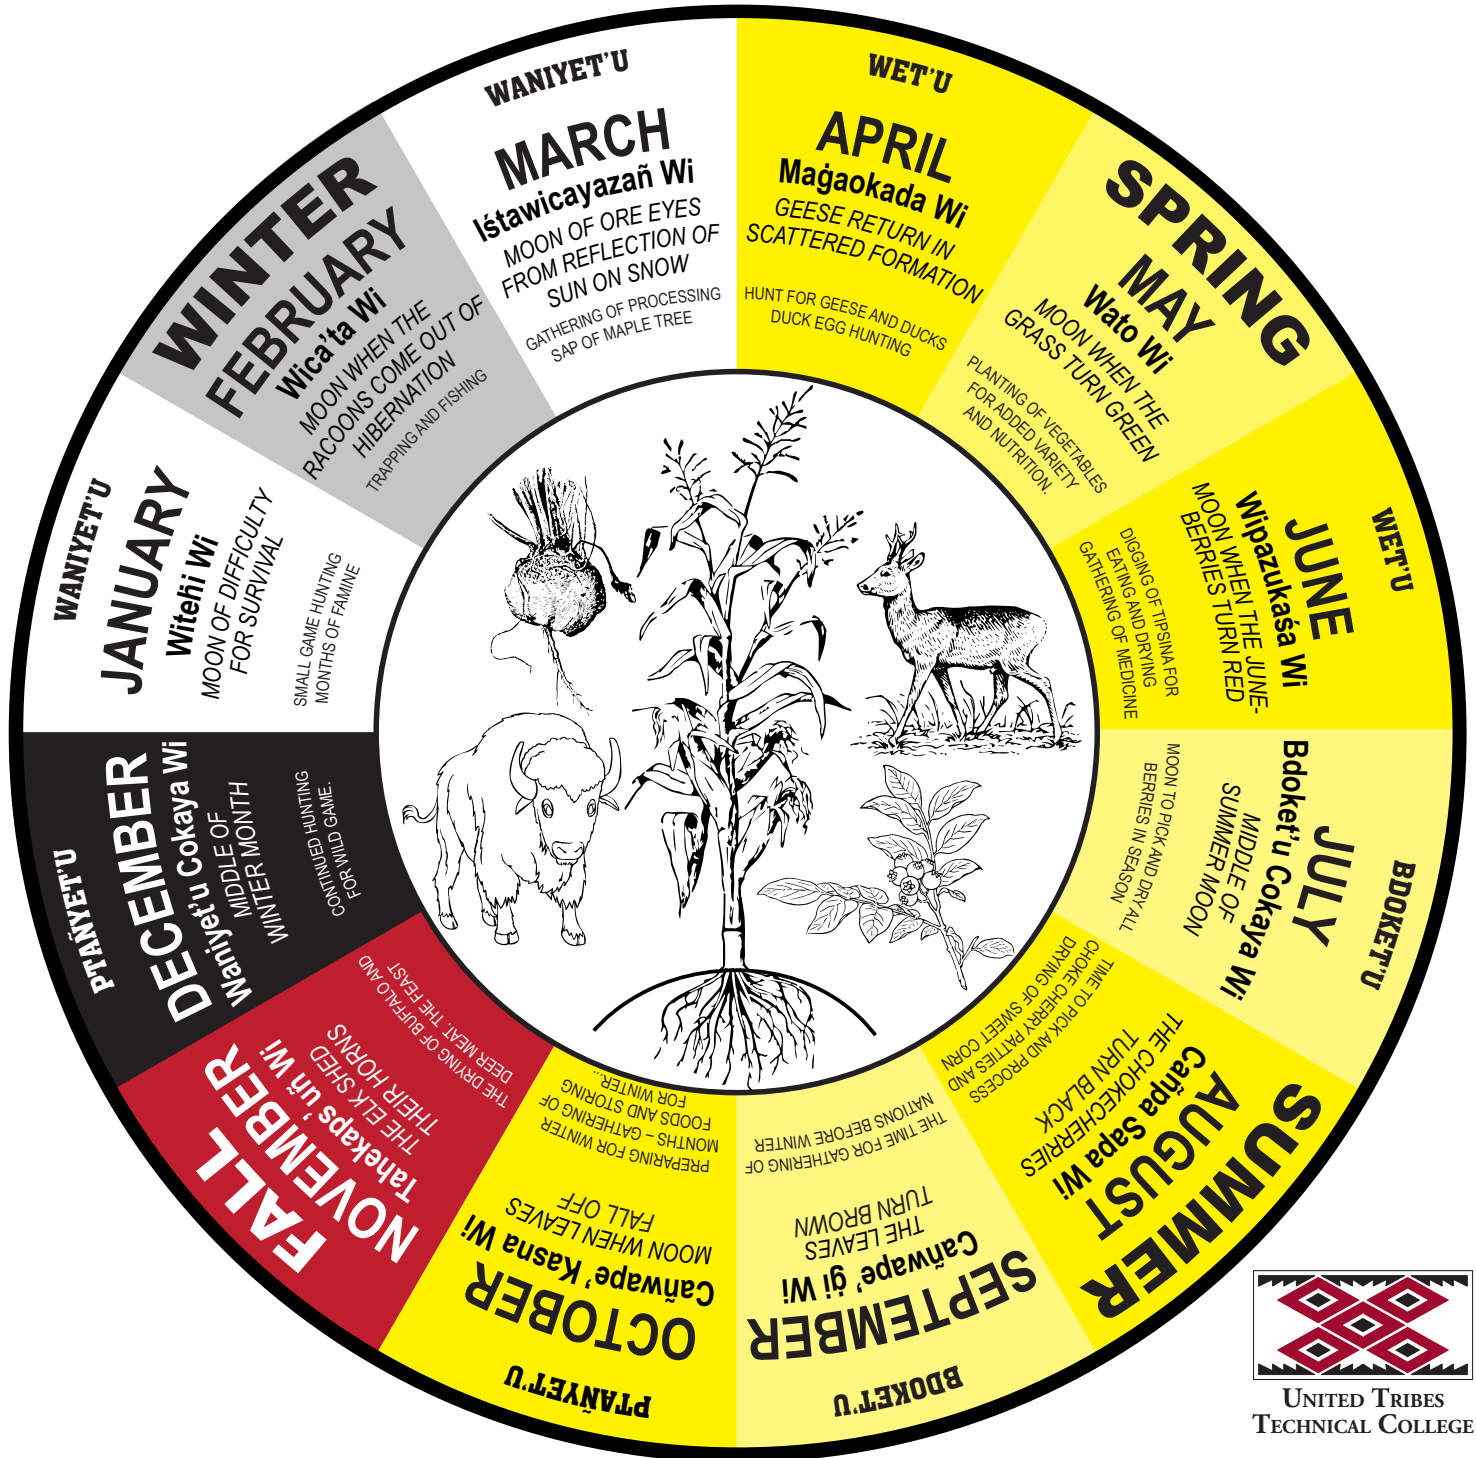 WANIYET'U
JANUARY
Witeȟi Wi
MOON OF DIFFICULTY
FOR SURVIVAL
SMALL GAME HUNTING
MONTHS OF FAMINE
WINTER
FEBRUARY
Wica'ta Wi
MOON WHEN THE
RACOONS COME OUT OF
HIBERNATION
TRAPPING AND FISHING
WANIYET'U
MARCH
Iśtawicayazañ Wi
MOON OF ORE EYES
FROM REFLECTION OF
SUN ON SNOW
GATHERING OF PROCESSING
SAP OF MAPLE TREE
WET'U
APRIL
Maġaokada Wi
GEESE RETURN IN
SCATTERED FORMATION
HUNT FOR GEESE AND DUCKS
DUCK EGG HUNTING
SPRING
MAY
Wato Wi
MOON WHEN THE
GRASS TURN GREEN
PLANTING OF VEGETABLES
FOR ADDED VARIETY
AND NUTRITION.
WET'U
JUNE
Wipazukaśa Wi
MOON WHEN THE JUNE-
BERRIES TURN RED
DIGGING OF TIPSINA FOR
EATING AND DRYING
GATHERING OF MEDICINE
BDOKET'U
JULY
Bdoket'u Cokaya Wi
MIDDLE OF
SUMMER MOON
MOON TO PICK AND DRY ALL
BERRIES IN SEASON
SUMMER
AUGUST
Cañpa Sapa Wi
THE CHOKECHERRIES
TURN BLACK
TIME TO PICK AND PROCESS
CHOKE CHERRY PATTIES AND
DRYING OF SWEET CORN
BDOKET'U
SEPTEMBER
Cañwape' ġi Wi
THE LEAVES
TURN BROWN
THE TIME FOR GATHERING OF
NATIONS BEFORE WINTER
PTAÑYET'U
OCTOBER
Cañwape' Kasna Wi
MOON WHEN LEAVES
FALL OFF
PREPARING FOR WINTER
MONTHS – GATHERING OF
FOODS AND STORING
FOR WINTER...
FALL
NOVEMBER
Tahekaps'uñ Wi
THE ELK SHED
THEIR HORNS
THE DRYING OF BUFFALO AND
DEER MEAT. THE FEAST
PTAÑYET'U
DECEMBER
Waniyet'u Cokaya Wi
MIDDLE OF
WINTER MONTH
CONTINUED HUNTING
FOR WILD GAME.
UNITED TRIBES
TECHNICAL COLLEGE